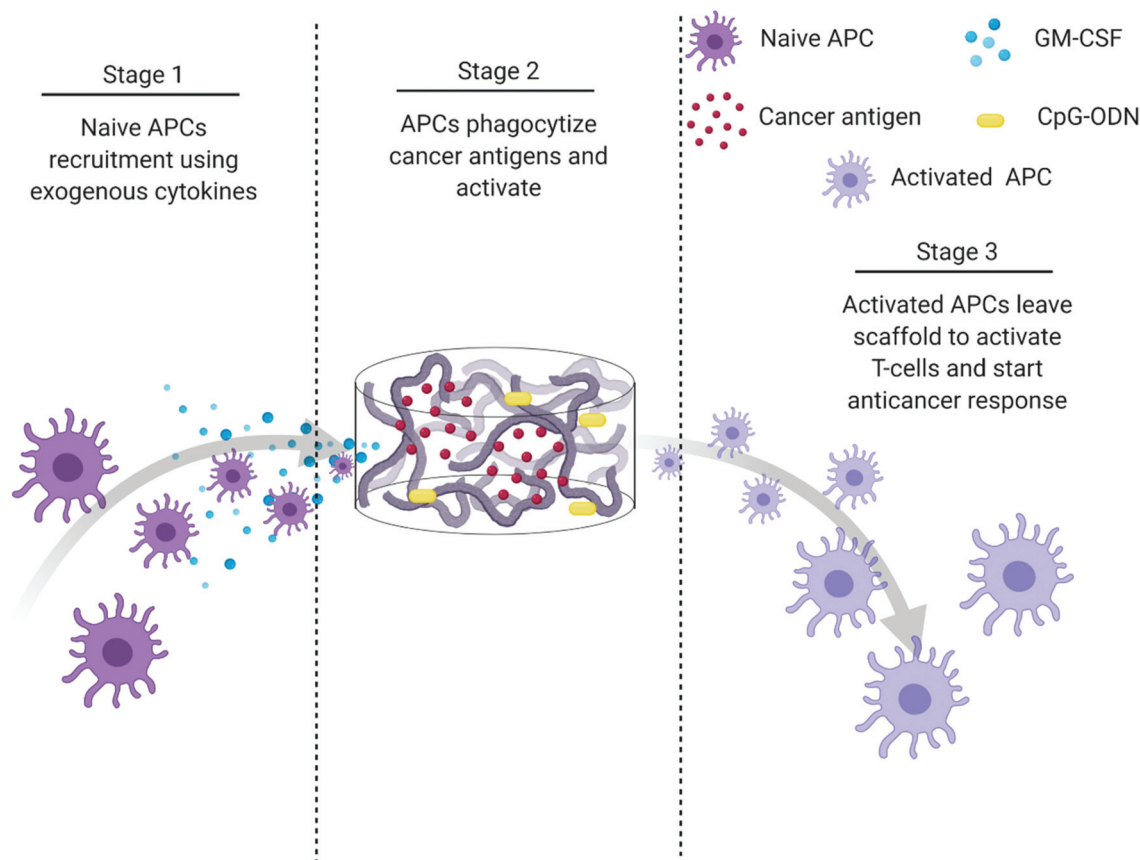 Stage 1
Naive APCs
recruitment using
exogenous cytokines
Stage 2
APCs phagocytize
cancer antigens and
activate
Naive APC
GM-CSF
Cancer antigen
CpG-ODN
Activated APC
Stage 3
Activated APCs leave
scaffold to activate
T-cells and start
anticancer response